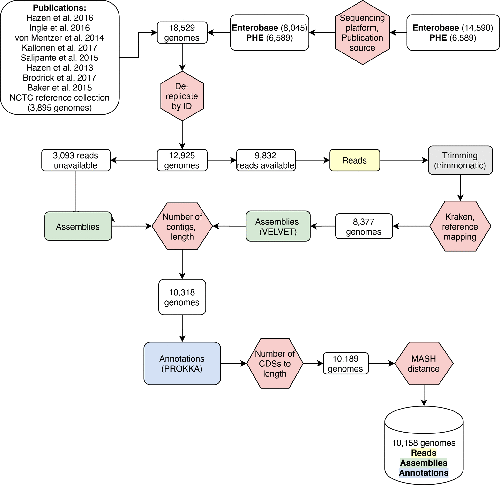 Publications:
Hazen et al. 2016
Ingle et al. 2016
von Mentzer et al. 2014
Kallonen et al. 2017
Salipante et al. 2015
Hazen et al. 2013
Brodrick et al. 2017
Baker et al. 2015
NCTC reference collection
(3,895 genomes)
18,529
genomes
Enterobase (8,045)
PHE (6,589)
Sequencing
platform,
Publication
source
Enterobase (14,590)
PHE (6,589)
De
replicate
by ID
3,093 reads
unavailable
12,925
genomes
9,832
reads available
Reads
Trimming
(trimmomatic)
Assemblies
Number of
contigs,
length
Assemblies
(VELVET)
8,377
genomes
Kraken,
reference
mapping
10,318
genomes
Annotations
(PROKKA)
Number of
CDSs to
length
10,189
genomes
MASH
distance
10,158 genomes
Reads
Assemblies
Annotations